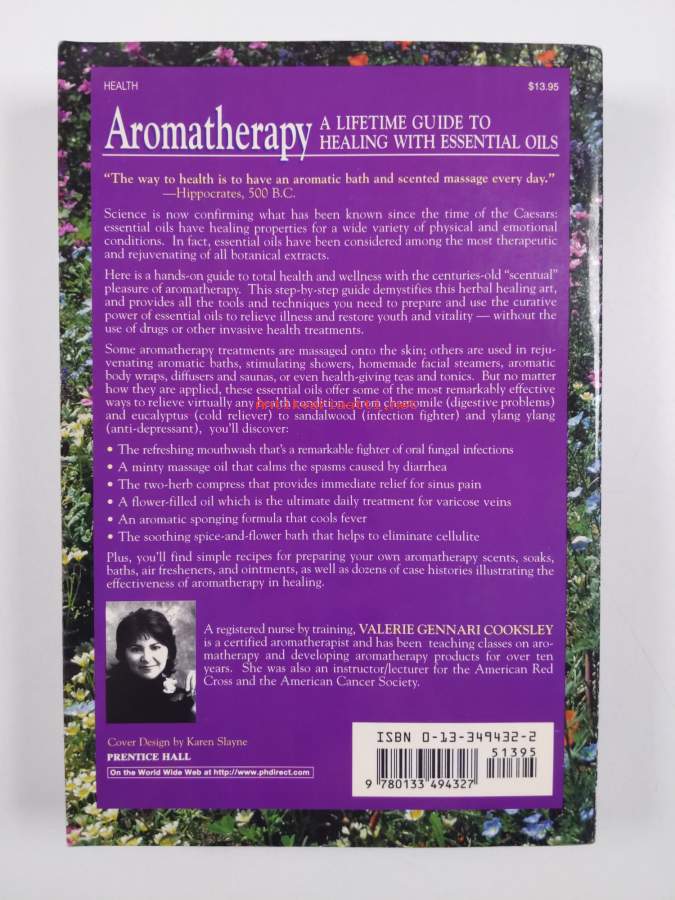 HEALTH
$13.95
Aromatherapy
A LIFETIME GUIDE TO
HEALING WITH ESSENTIAL OILS
“The way to health is to have an aromatic bath and scented massage every day.”
—Hippocrates, 500 B.C.
Science is now confirming what has been known since the time of the Caesars:
essential oils have healing properties for a wide variety of physical and emotional
conditions. In fact, essential oils have been considered among the most therapeutic
and rejuvenating of all botanical extracts.
Here is a hands-on guide to total health and wellness with the centuries-old “scentual”
pleasure of aromatherapy. This step-by-step guide demystifies this herbal healing art,
and provides all the tools and techniques you need to prepare and use the curative
power of essential oils to relieve illness and restore youth and vitality — without the
use of drugs or other invasive health treatments.
Some aromatherapy treatments are massaged onto the skin; others are used in reju-
venating aromatic baths, stimulating showers, homemade facial steamers, aromatic
body wraps, diffusers and saunas, or even health-giving teas and tonics. But no matter
how they are applied, these essential oils offer some of the most remarkably effective
ways to relieve virtually any health condition. From chamomile (digestive problems)
and eucalyptus (cold reliever) to sandalwood (infection fighter) and ylang ylang
(anti-depressant), you’ll discover:
• The refreshing mouthwash that’s a remarkable fighter of oral fungal infections
• A minty massage oil that calms the spasms caused by diarrhea
• The two-herb compress that provides immediate relief for sinus pain
• A flower-filled oil which is the ultimate daily treatment for varicose veins
• An aromatic sponging formula that cools fever
• The soothing spice-and-flower bath that helps to eliminate cellulite
Plus, you’ll find simple recipes for preparing your own aromatherapy scents, soaks,
baths, air fresheners, and ointments, as well as dozens of case histories illustrating the
effectiveness of aromatherapy in healing.
A registered nurse by training, VALERIE GENNARI COOKSLEY
is a certified aromatherapist and has been teaching classes on aro-
matherapy and developing aromatherapy products for over ten
years. She was also an instructor/lecturer for the American Red
Cross and the American Cancer Society.
Cover Design by Karen Slayne
PRENTICE HALL
On the World Wide Web at http://www.phdirect.com
ISBN 0-13-349432-2
51395
9 780133 494327